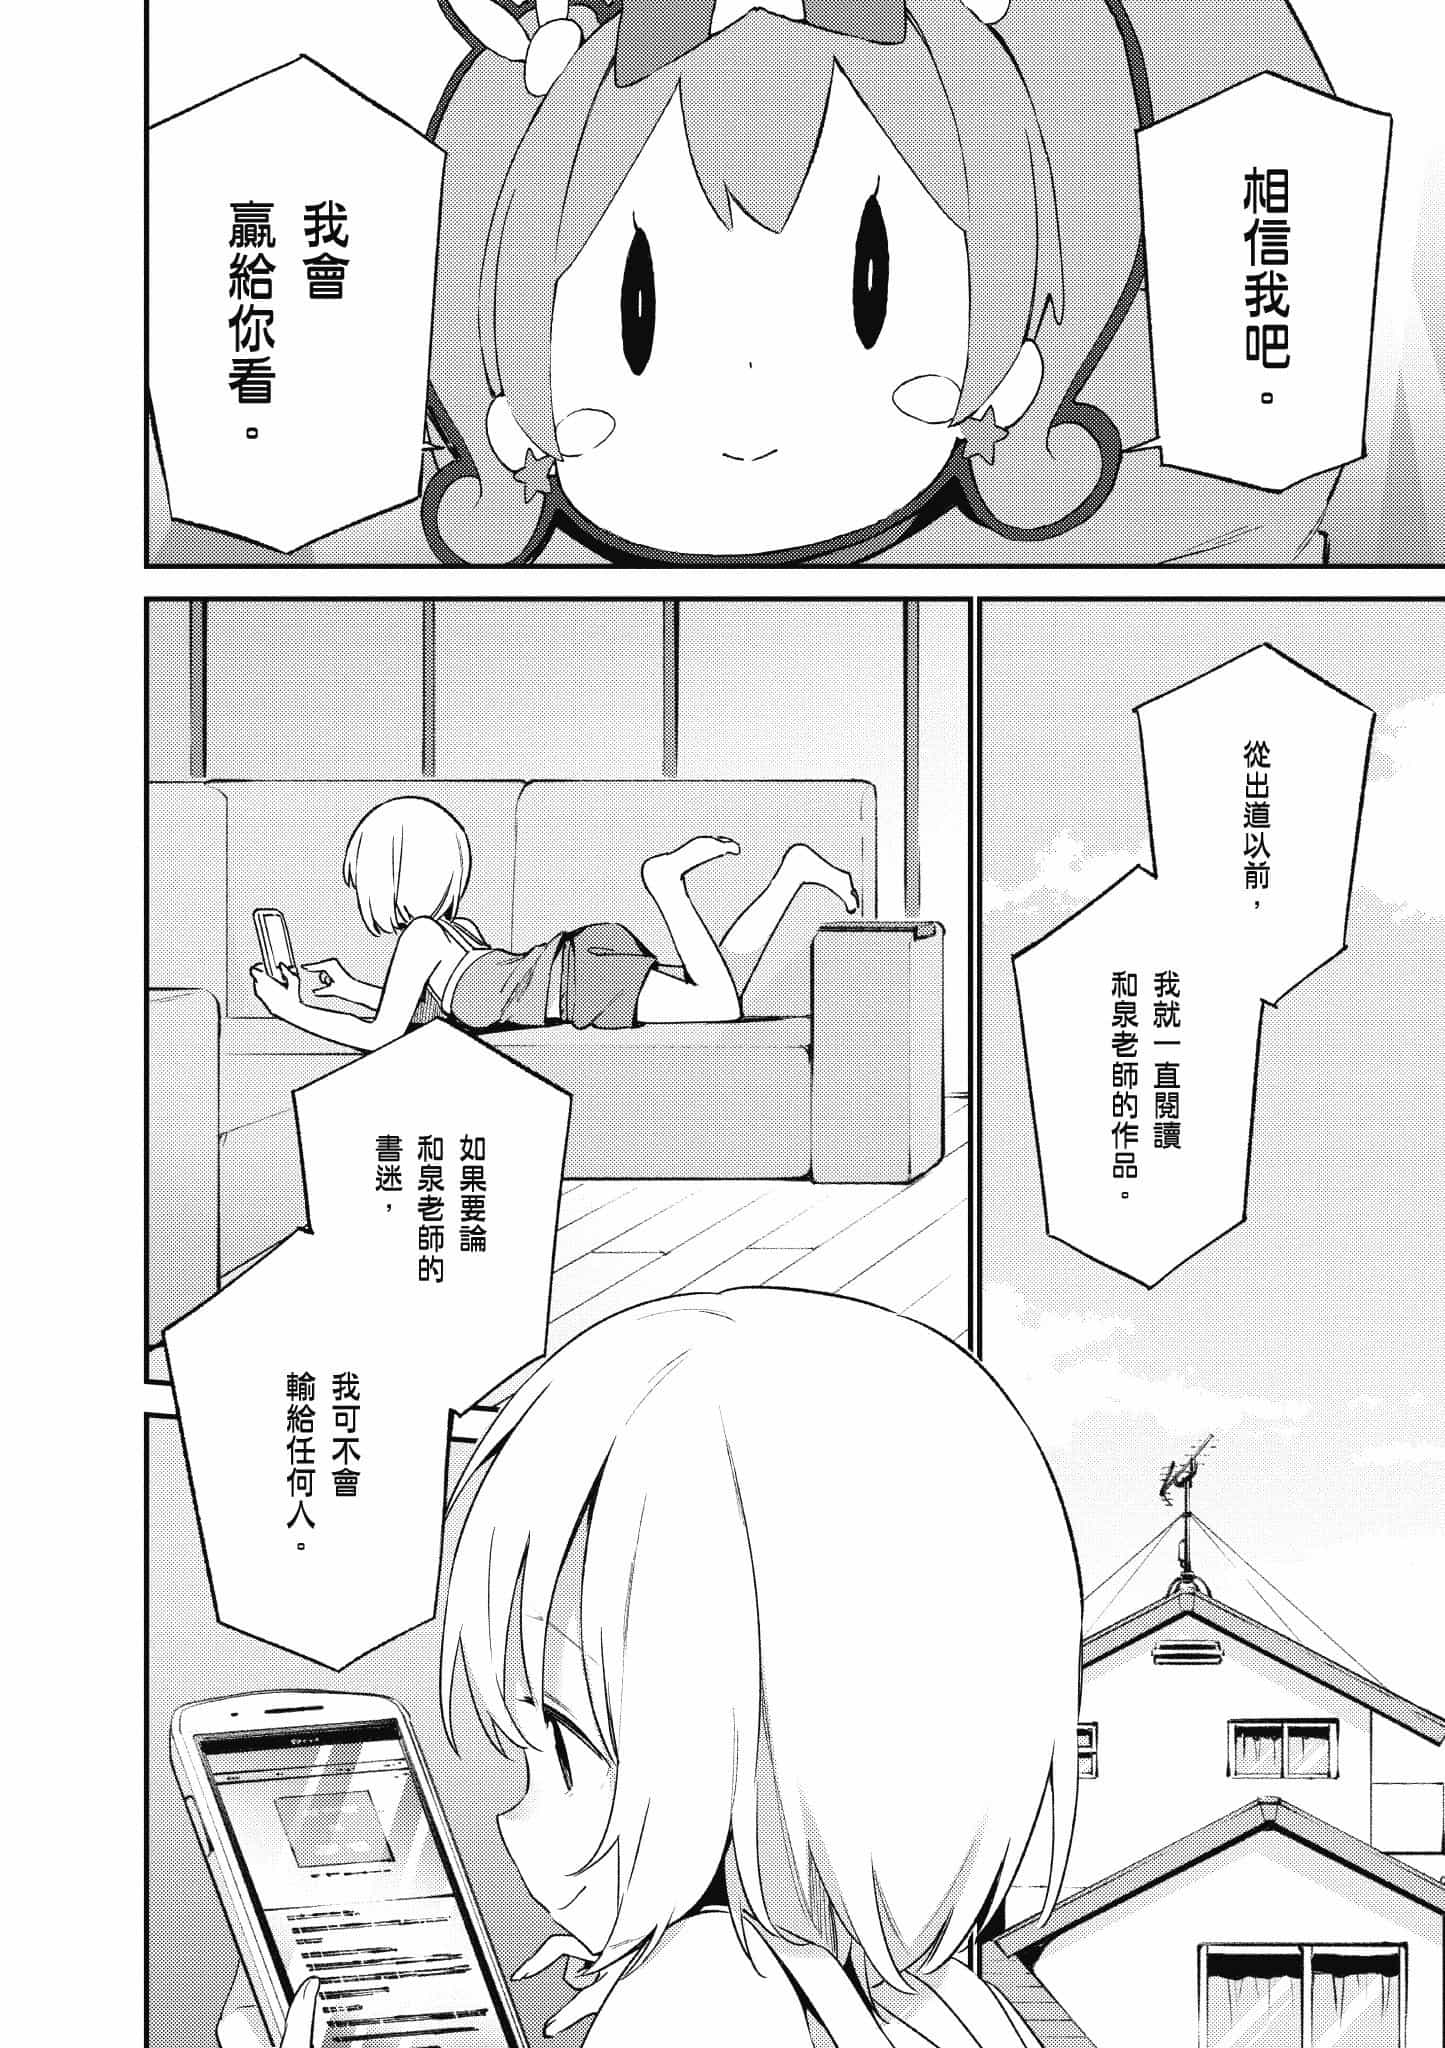 相信我吧。
我會
贏給你看。
從出道以前，
我就一直閱讀
和泉老師的作品。
如果要論
和泉老師的
書迷，
我可不會
輸給任何人。